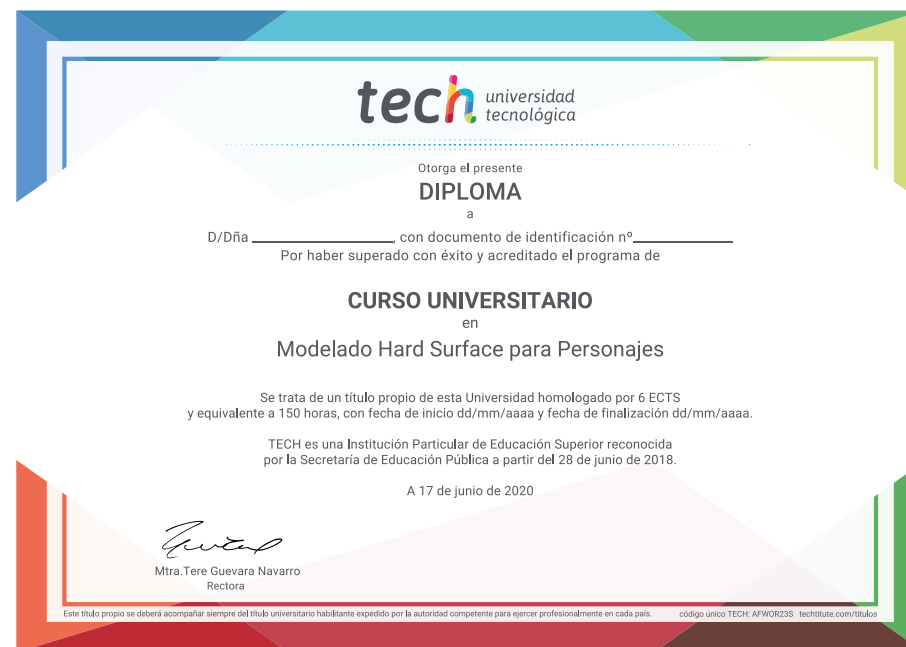 tech universidad
tecnológica
Otorga el presente
DIPLOMA
a
D/Dña ____________________, con documento de identificación nº______________
Por haber superado con éxito y acreditado el programa de
CURSO UNIVERSITARIO
en
Modelado Hard Surface para Personajes
Se trata de un título propio de esta Universidad homologado por 6 ECTS
y equivalente a 150 horas, con fecha de inicio dd/mm/aaaa y fecha de finalización dd/mm/aaaa.
TECH es una Institución Particular de Educación Superior reconocida
por la Secretaría de Educación Pública a partir del 28 de junio de 2018.
A 17 de junio de 2020
Mtra.Tere Guevara Navarro
Rectora
Este título propio se deberá acompañar siempre del título universitario habilitante expedido por la autoridad competente para ejercer profesionalmente en cada país. código único TECH: AFWOR23S techtitute.com/títulos